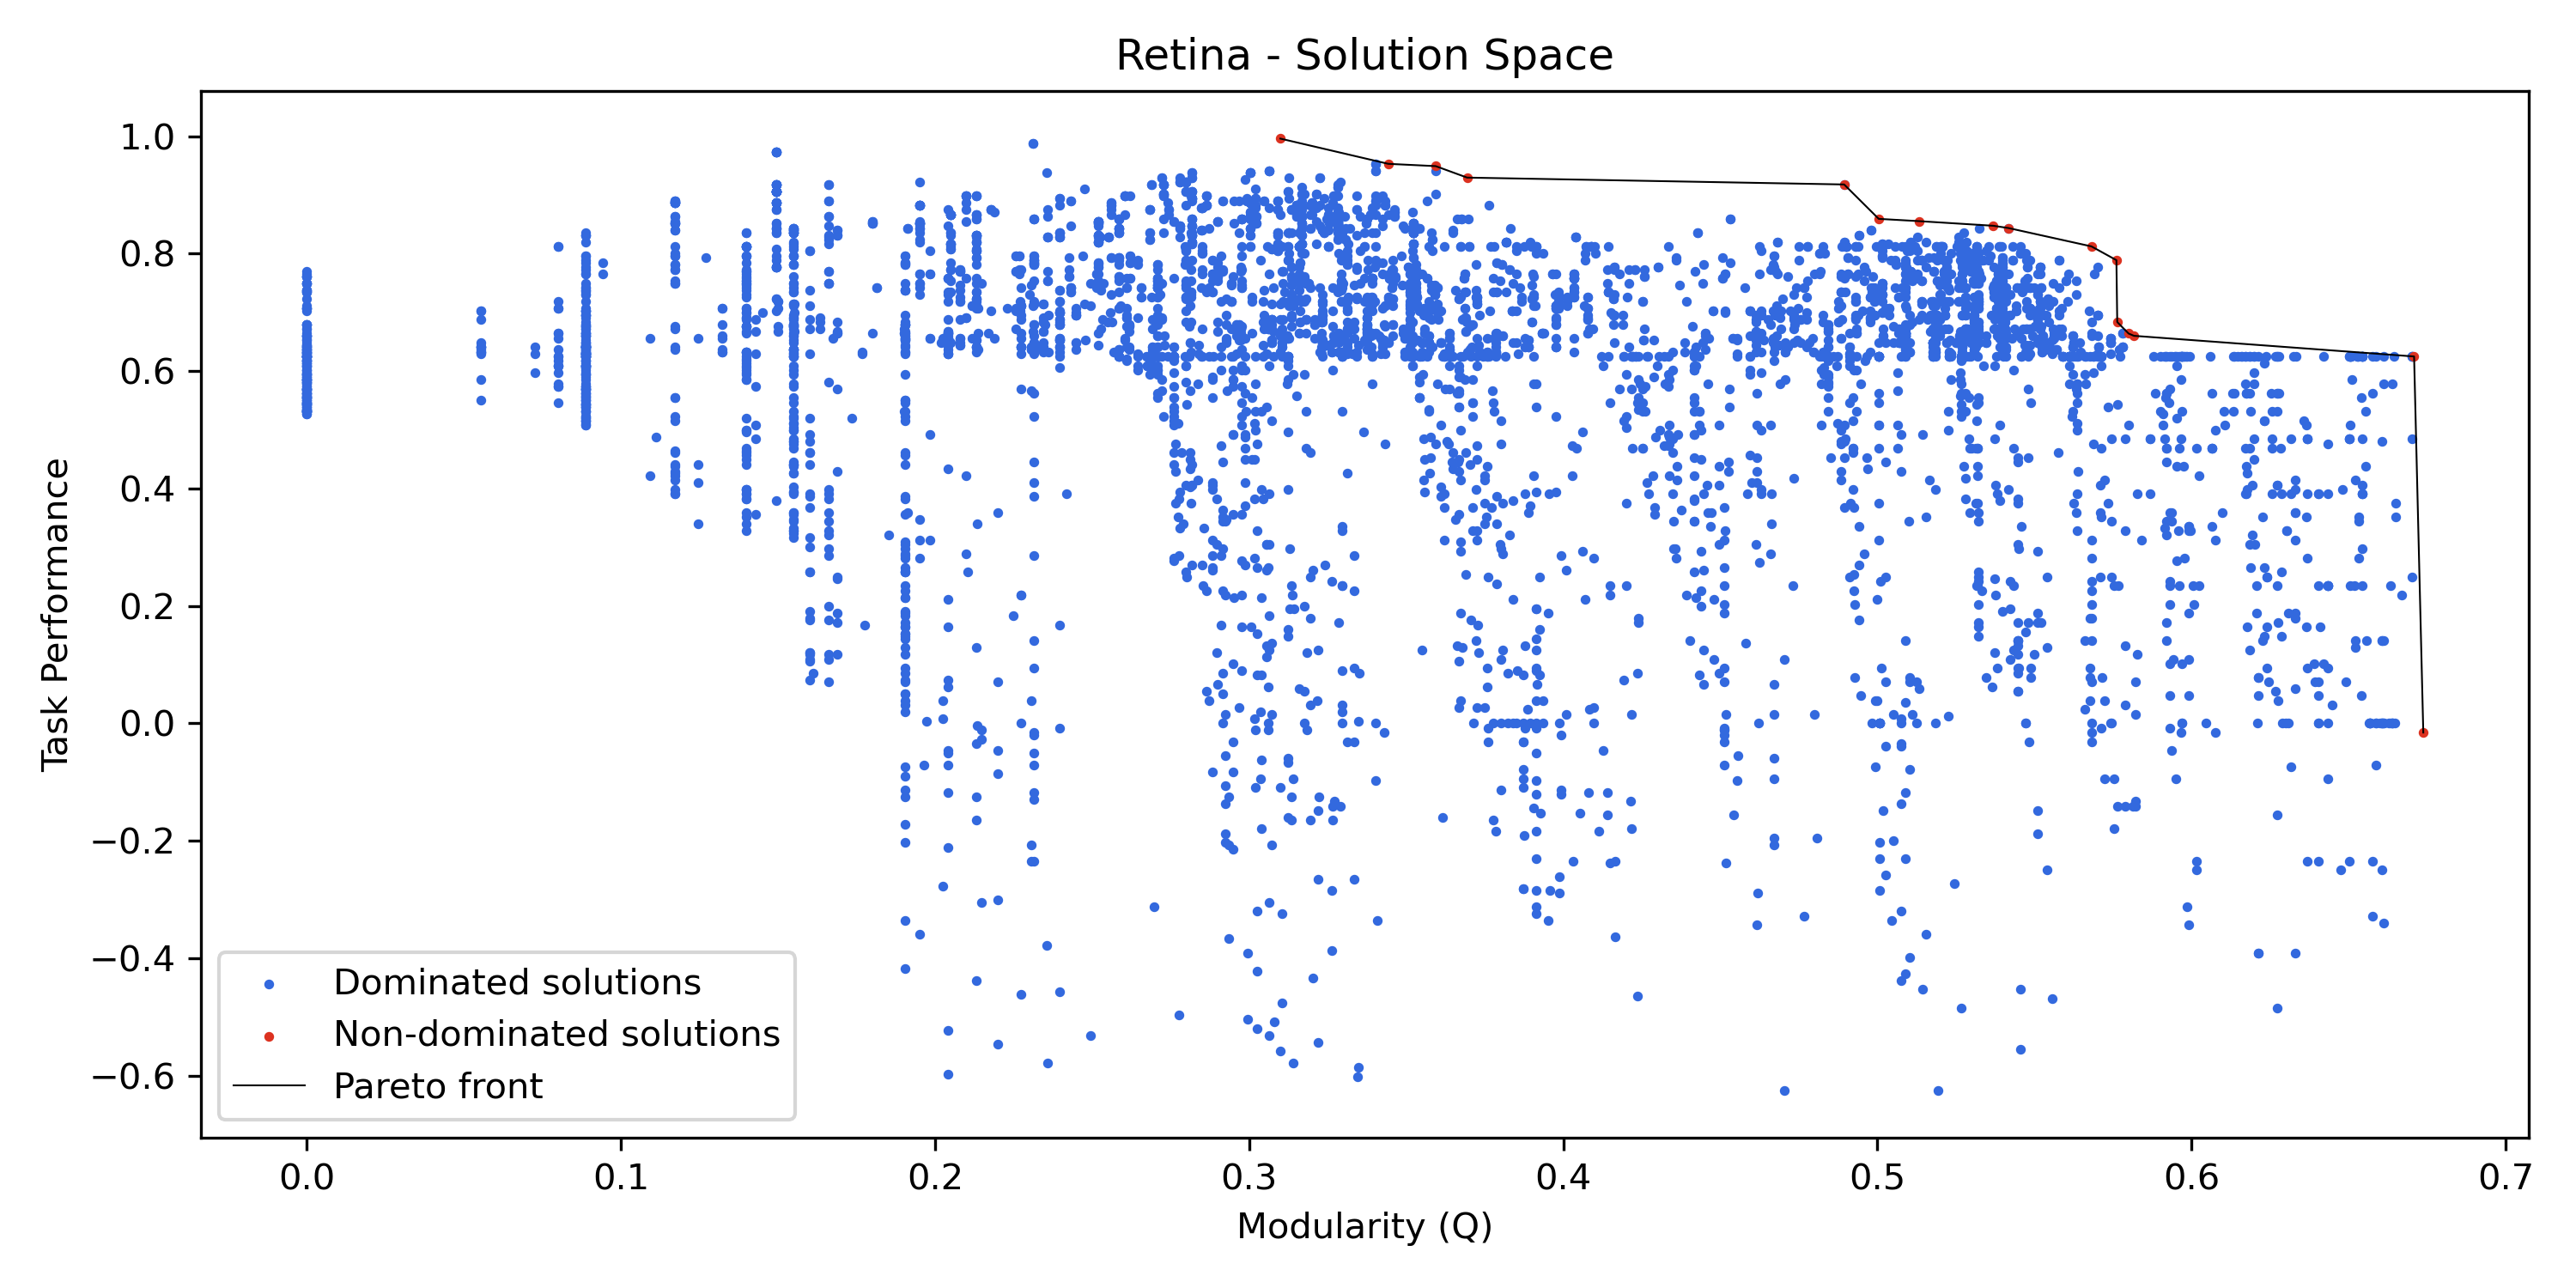 Retina - Solution Space
1.0
0.8
0.6
0.4
0.2
0.0
−0.2
−0.4
−0.6
Task Performance
Dominated solutions
Non-dominated solutions
Pareto front
0.0 0.1 0.2 0.3 0.4 0.5 0.6 0.7
Modularity (Q)